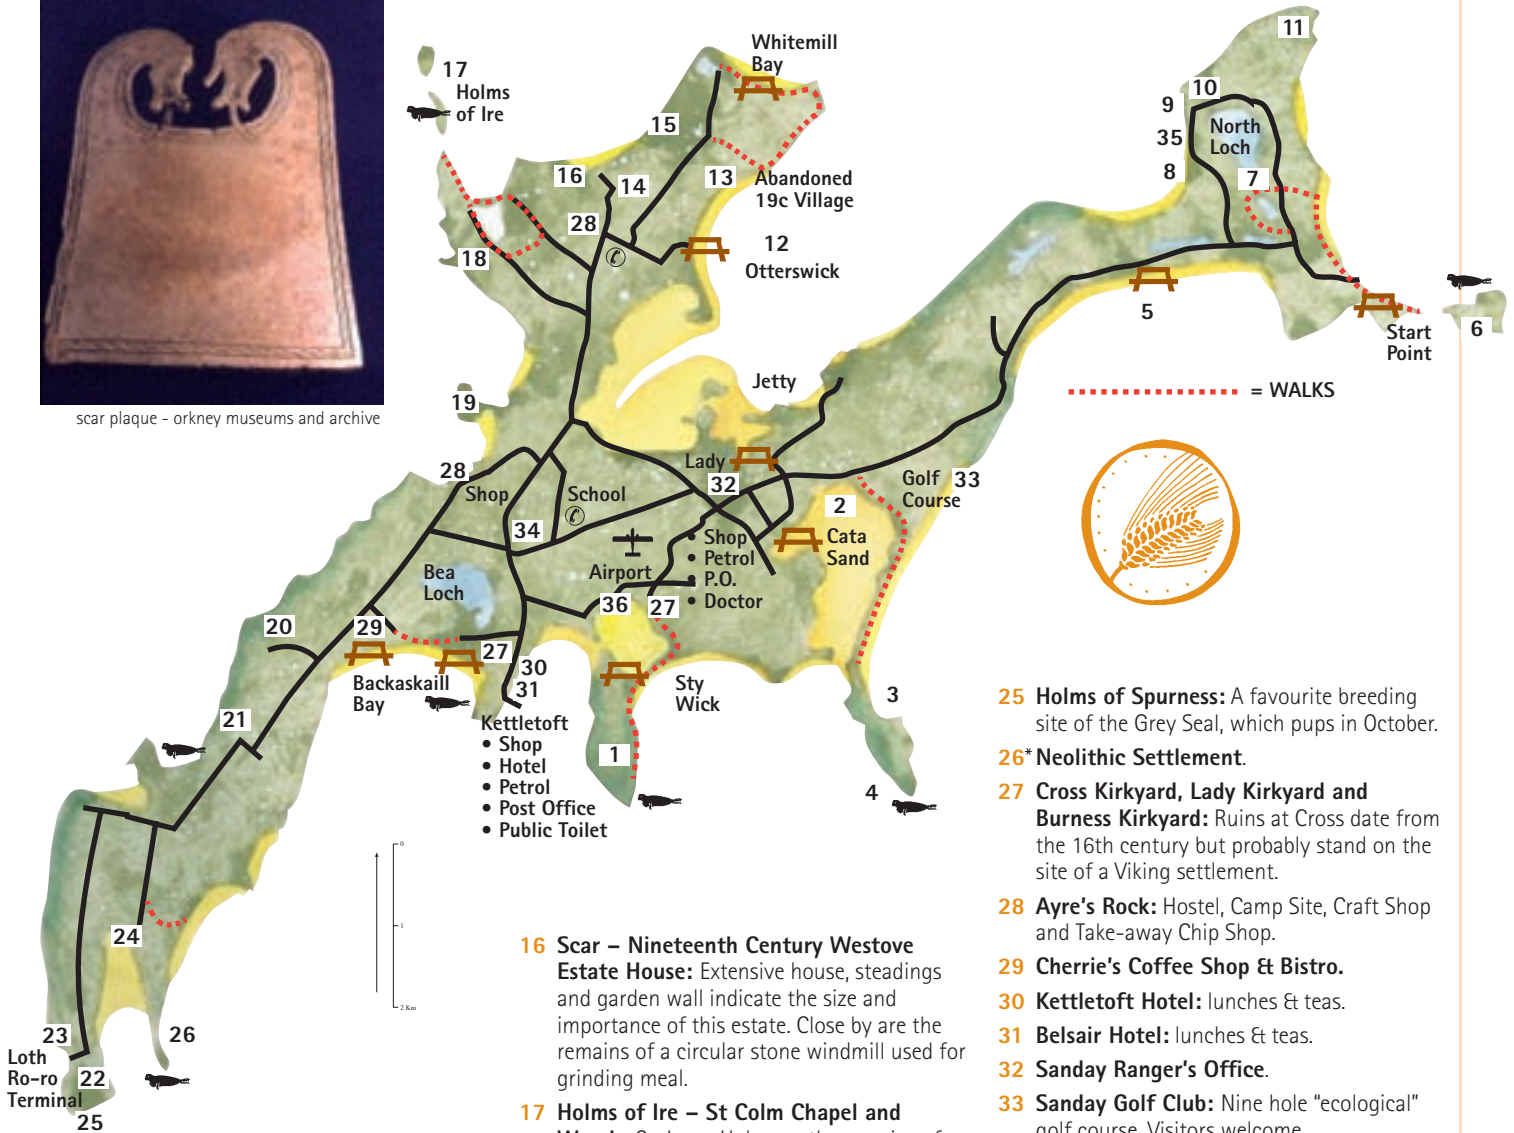 scar plaque - orkney museums and archive
17
Holms
of Ire
Whitemill
Bay
15
16
14
13
Abandoned
19c Village
28
12
Otterswick
18
11
10
9
35
North
Loch
8
7
5
6
Start
Point
= WALKS
Jetty
19
Lady
32
28
Shop
School
34
Golf
Course
33
2
Cata
Sand
• Shop
• Petrol
• P.O.
• Doctor
Airport
Bea
Loch
36
27
20
29
27
30
31
Backaskaill
Bay
Sty
Wick
3
21
Kettletoft
• Shop
• Hotel
• Petrol
• Post Office
• Public Toilet
1
4
0
1
2 Km
24
23
26
Loth
Ro-ro
Terminal
22
25
16 Scar – Nineteenth Century Westove
Estate House: Extensive house, steadings
and garden wall indicate the size and
importance of this estate. Close by are the
remains of a circular stone windmill used for
grinding meal.
17 Holms of Ire – St Colm Chapel and
25 Holms of Spurness: A favourite breeding
site of the Grey Seal, which pups in October.
26* Neolithic Settlement.
27 Cross Kirkyard, Lady Kirkyard and
Burness Kirkyard: Ruins at Cross date from
the 16th century but probably stand on the
site of a Viking settlement.
28 Ayre's Rock: Hostel, Camp Site, Craft Shop
and Take-away Chip Shop.
29 Cherrie's Coffee Shop & Bistro.
30 Kettletoft Hotel: lunches & teas.
31 Belsair Hotel: lunches & teas.
32 Sanday Ranger's Office.
33 Sanday Golf Club: Nine hole "ecological"
golf course. Visitors welcome.